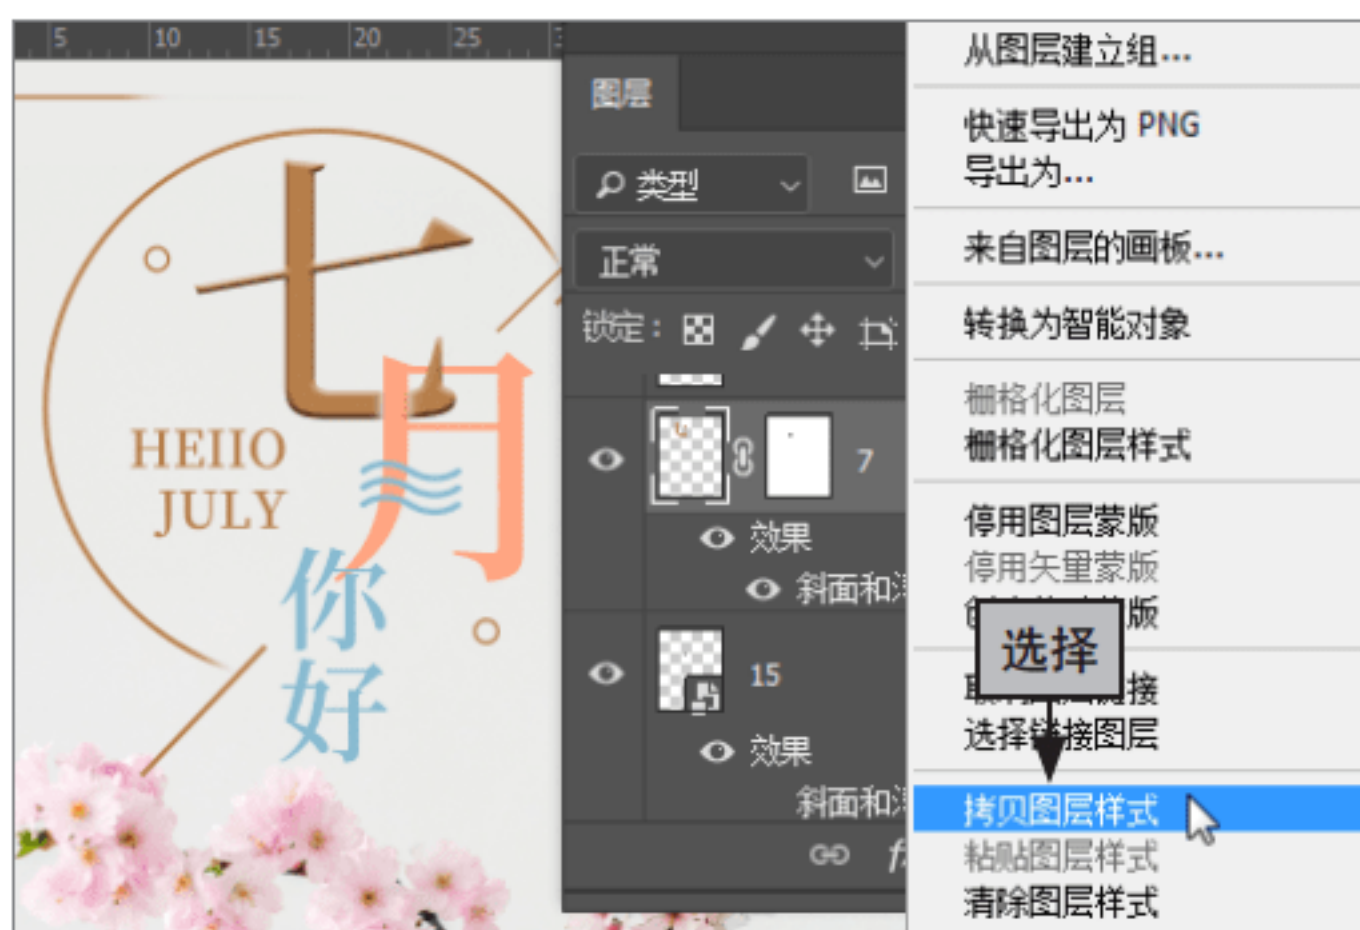 5 10 15 20 25
七
月
HEIIO
JULY
你
好
图层
类型
正常
锁定：
7
效果
斜面和
15
效果
斜面和
从图层建立组...
快速导出为 PNG
导出为...
来自图层的画板...
转换为智能对象
栅格化图层
栅格化图层样式
停用图层蒙版
停用矢量蒙版
版
选择
接
选择链接图层
拷贝图层样式
粘贴图层样式
清除图层样式